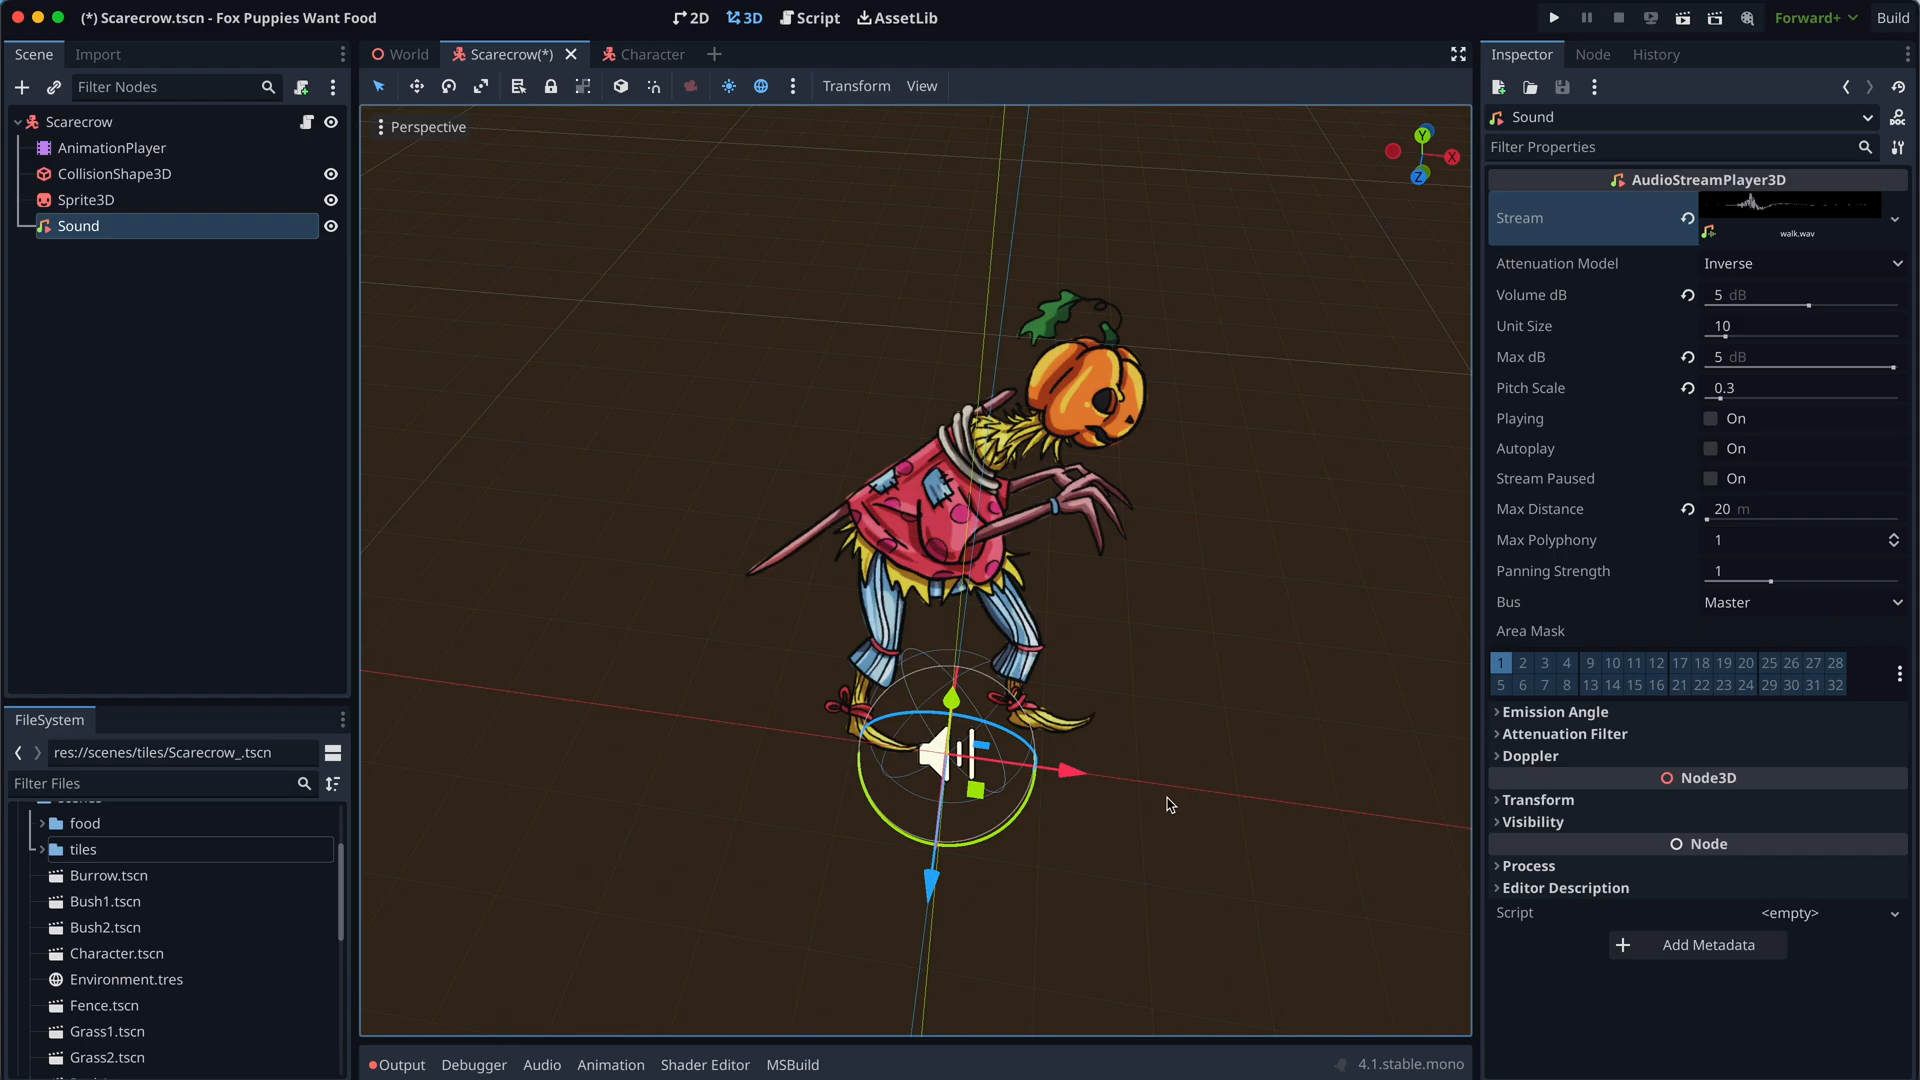 (*) Scarecrow.tscn - Fox Puppies Want Food
2D
3D
Script
AssetLib
Forward+
Build
Scene
Import
Filter Nodes
Scarecrow
AnimationPlayer
CollisionShape3D
Sprite3D
Sound
FileSystem
res://scenes/tiles/Scarecrow_.tscn
Filter Files
food
tiles
Burrow.tscn
Bush1.tscn
Bush2.tscn
Character.tscn
Environment.tres
Fence.tscn
Grass1.tscn
Grass2.tscn
World
Scarecrow(*)
Character
Transform
View
Perspective
Y
X
Z
Output
Debugger
Audio
Animation
Shader Editor
MSBuild
4.1.stable.mono
Inspector
Node
History
Sound
DOC
Filter Properties
AudioStreamPlayer3D
Stream
walk.wav
Attenuation Model
Inverse
Volume dB
5 dB
Unit Size
10
Max dB
5 dB
Pitch Scale
0.3
Playing
On
Autoplay
On
Stream Paused
On
Max Distance
20 m
Max Polyphony
1
Panning Strength
1
Bus
Master
Area Mask
1 2 3 4 9 10 11 12 17 18 19 20 25 26 27 28
5 6 7 8 13 14 15 16 21 22 23 24 29 30 31 32
Emission Angle
Attenuation Filter
Doppler
Node3D
Transform
Visibility
Node
Process
Editor Description
Script
<empty>
Add Metadata